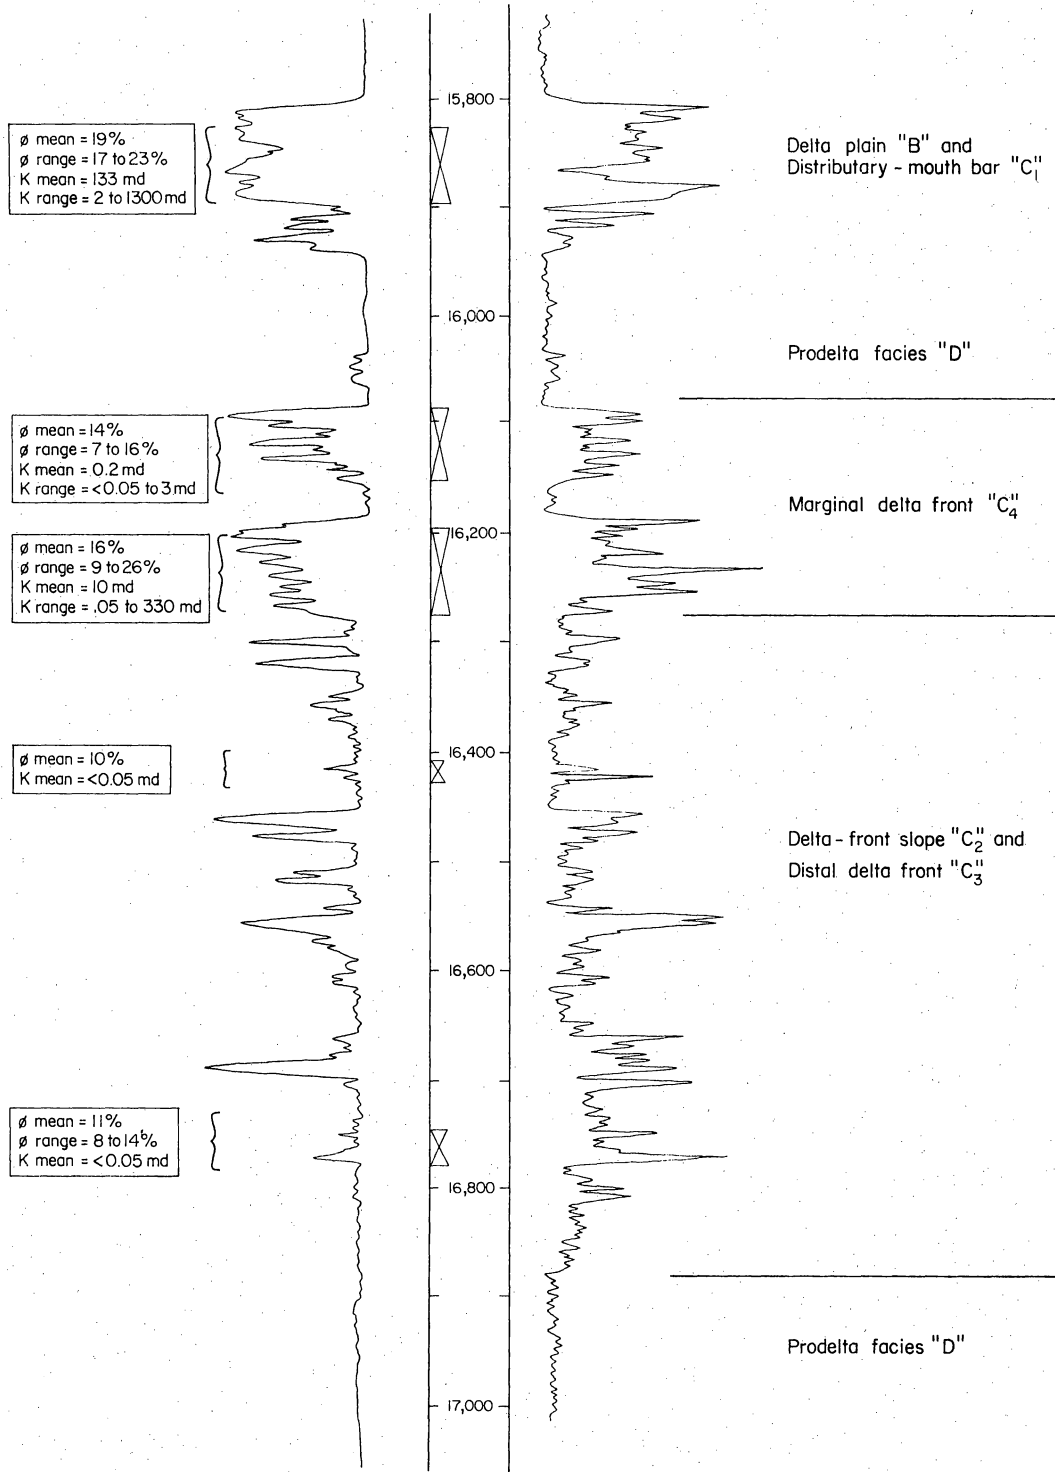 15,800
ø mean = 19%
ø range = 17 to 23%
K mean = 133 md
K range = 2 to 1300 md
Delta plain "B" and
Distributary - mouth bar "C1"
16,000
Prodelta facies "D"
ø mean = 14%
ø range = 7 to 16%
K mean = 0.2 md
K range = <0.05 to 3 md
Marginal delta front "C4"
16,200
ø mean = 16%
ø range = 9 to 26%
K mean = 10 md
K range = .05 to 330 md
16,400
ø mean = 10%
K mean = <0.05 md
Delta - front slope "C2" and
Distal delta front "C3"
16,600
ø mean = 11%
ø range = 8 to 14%
K mean = <0.05 md
16,800
Prodelta facies "D"
17,000